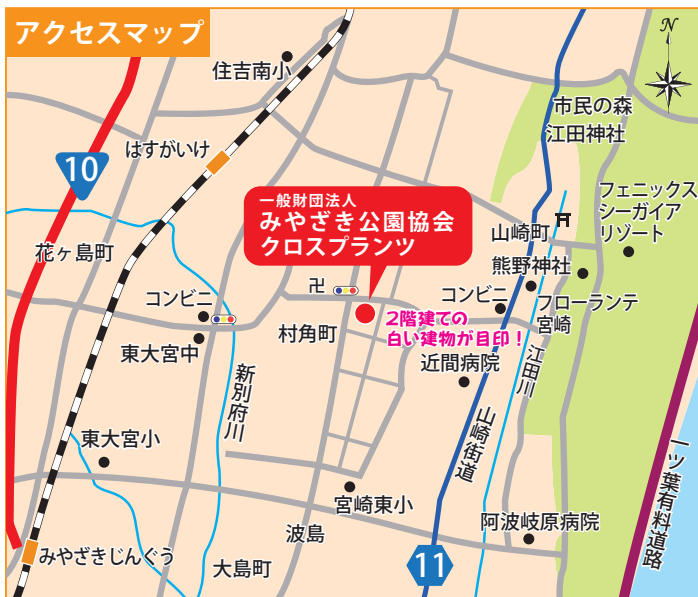 アクセスマップ
N
住吉南小
市民の森
江田神社
はすがいけ
10
一般財団法人
みやざき公園協会
クロスプランツ
フェニックス
シーガイア
リゾート
花ヶ島町
山崎町
熊野神社
卍
コンビニ
コンビニ
フローランテ
宮崎
2階建ての
白い建物が目印！
村角町
東大宮中
近間病院
江田川
新別府川
山崎街道
東大宮小
一ツ葉有料道路
宮崎東小
波島
阿波岐原病院
みやざきじんぐう
大島町
11